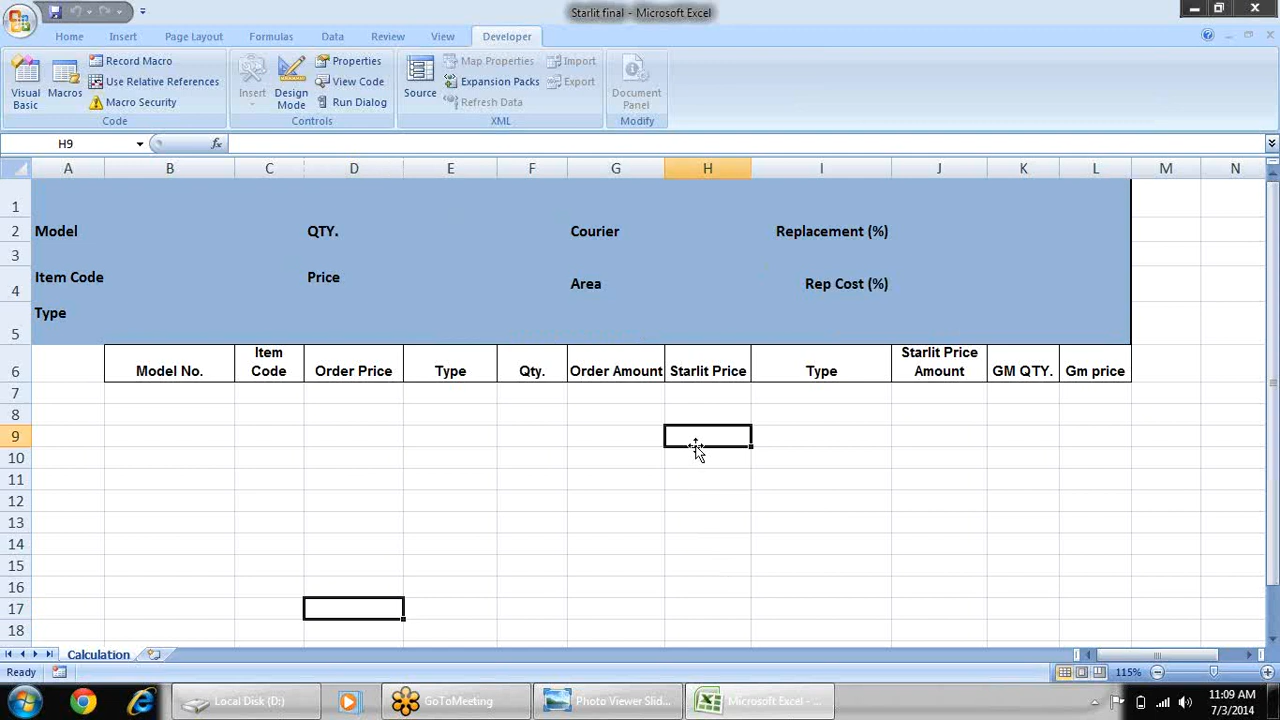 Starlit final - Microsoft Excel
Home Insert Page Layout Formulas Data Review View Developer
Visual Basic
Macros
Record Macro
Use Relative References
Macro Security
Code
Insert
Design Mode
Properties
View Code
Run Dialog
Controls
Source
Map Properties
Expansion Packs
Refresh Data
Import
Export
XML
Document Panel
Modify
H9
fx
A B C D E F G H I J K L M N
1
2 Model QTY. Courier Replacement (%)
3
4 Item Code Price Area Rep Cost (%)
5 Type
6 Model No. Item Code Order Price Type Qty. Order Amount Starlit Price Type Starlit Price Amount GM QTY. Gm price
7
8
9
10
11
12
13
14
15
16
17
18
Calculation
Ready 115%
Local Disk (D:) GoToMeeting Photo Viewer Slid... Microsoft Excel - ... 11:09 AM
7/3/2014